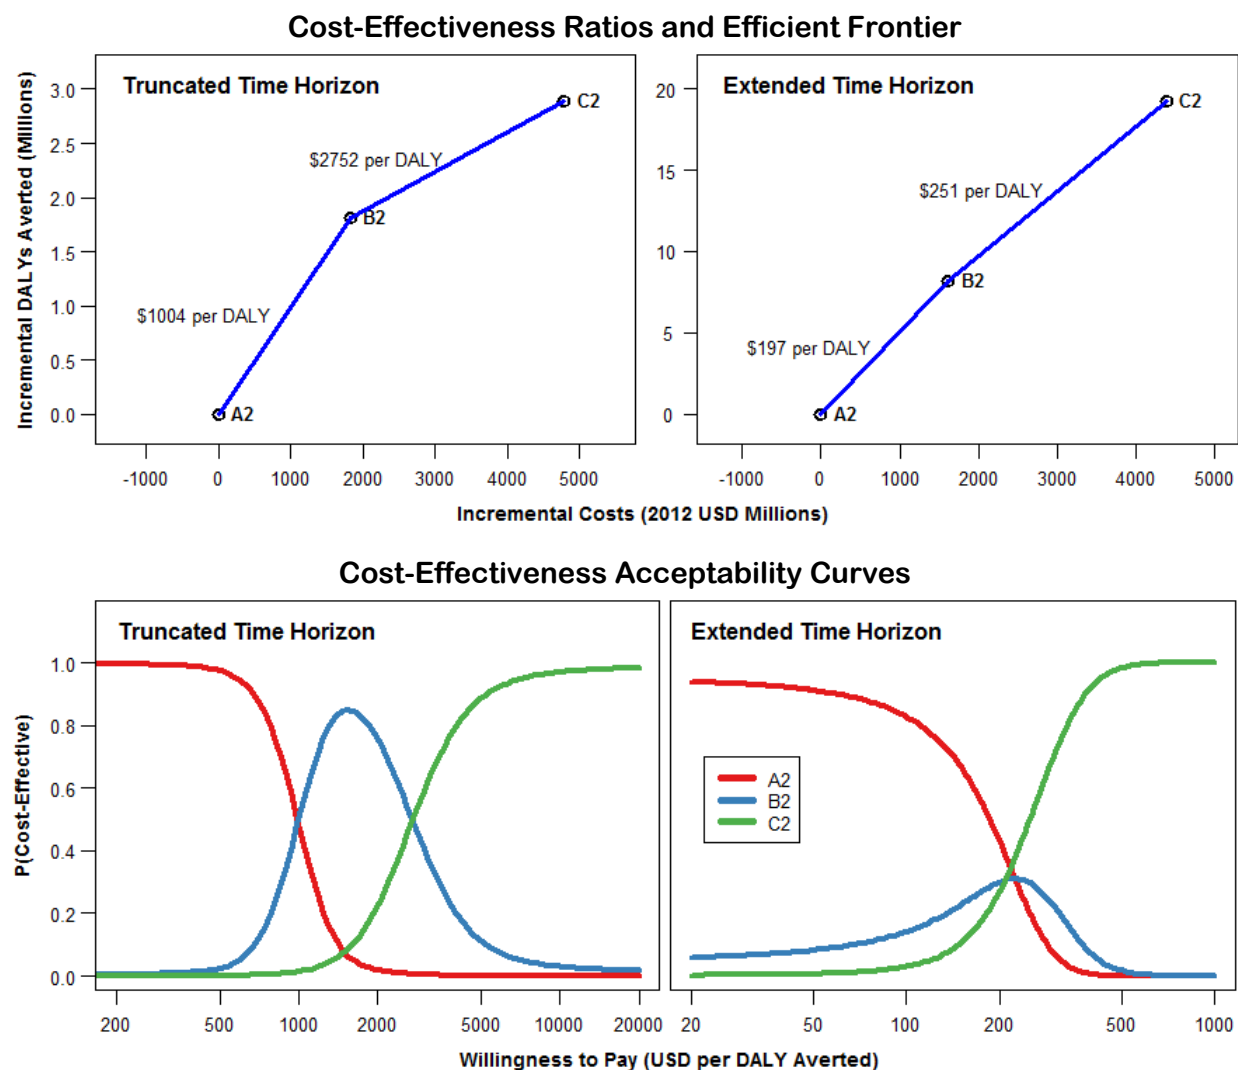 Cost-Effectiveness Ratios and Efficient Frontier
Incremental DALYs Averted (Millions)
Truncated Time Horizon
3.0
2.5
2.0
1.5
1.0
0.5
0.0
C2
$2752 per DALY
B2
$1004 per DALY
A2
-1000 0 1000 2000 3000 4000 5000
Extended Time Horizon
20
15
10
5
0
C2
$251 per DALY
B2
$197 per DALY
A2
-1000 0 1000 2000 3000 4000 5000
Incremental Costs (2012 USD Millions)
Cost-Effectiveness Acceptability Curves
P(Cost-Effective)
Truncated Time Horizon
1.0
0.8
0.6
0.4
0.2
0.0
200 500 1000 2000 5000 10000 20000
Extended Time Horizon
A2
B2
C2
20 50 100 200 500 1000
Willingness to Pay (USD per DALY Averted)